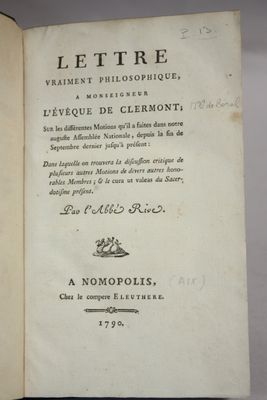 P 13.
LETTRE
VRAIMENT PHILOSOPHIQUE,
A MONSEIGNEUR
L'ÉVÊQUE DE CLERMONT;
SUR les différentes Motions qu'il a faites dans notre
auguste Assemblée Nationale, depuis la fin de
Septembre dernier jusqu'à présent:
Dans laquelle on trouvera la discussion critique de
plusieurs autres Motions de divers autres hono-
rables Membres; & le cura ut valeas du Sacer-
dotisme présent.
Par l'Abbé Rive.
A NOMOPOLIS,
Chez le compere ELEUTHERE.
(AIX)
1790.